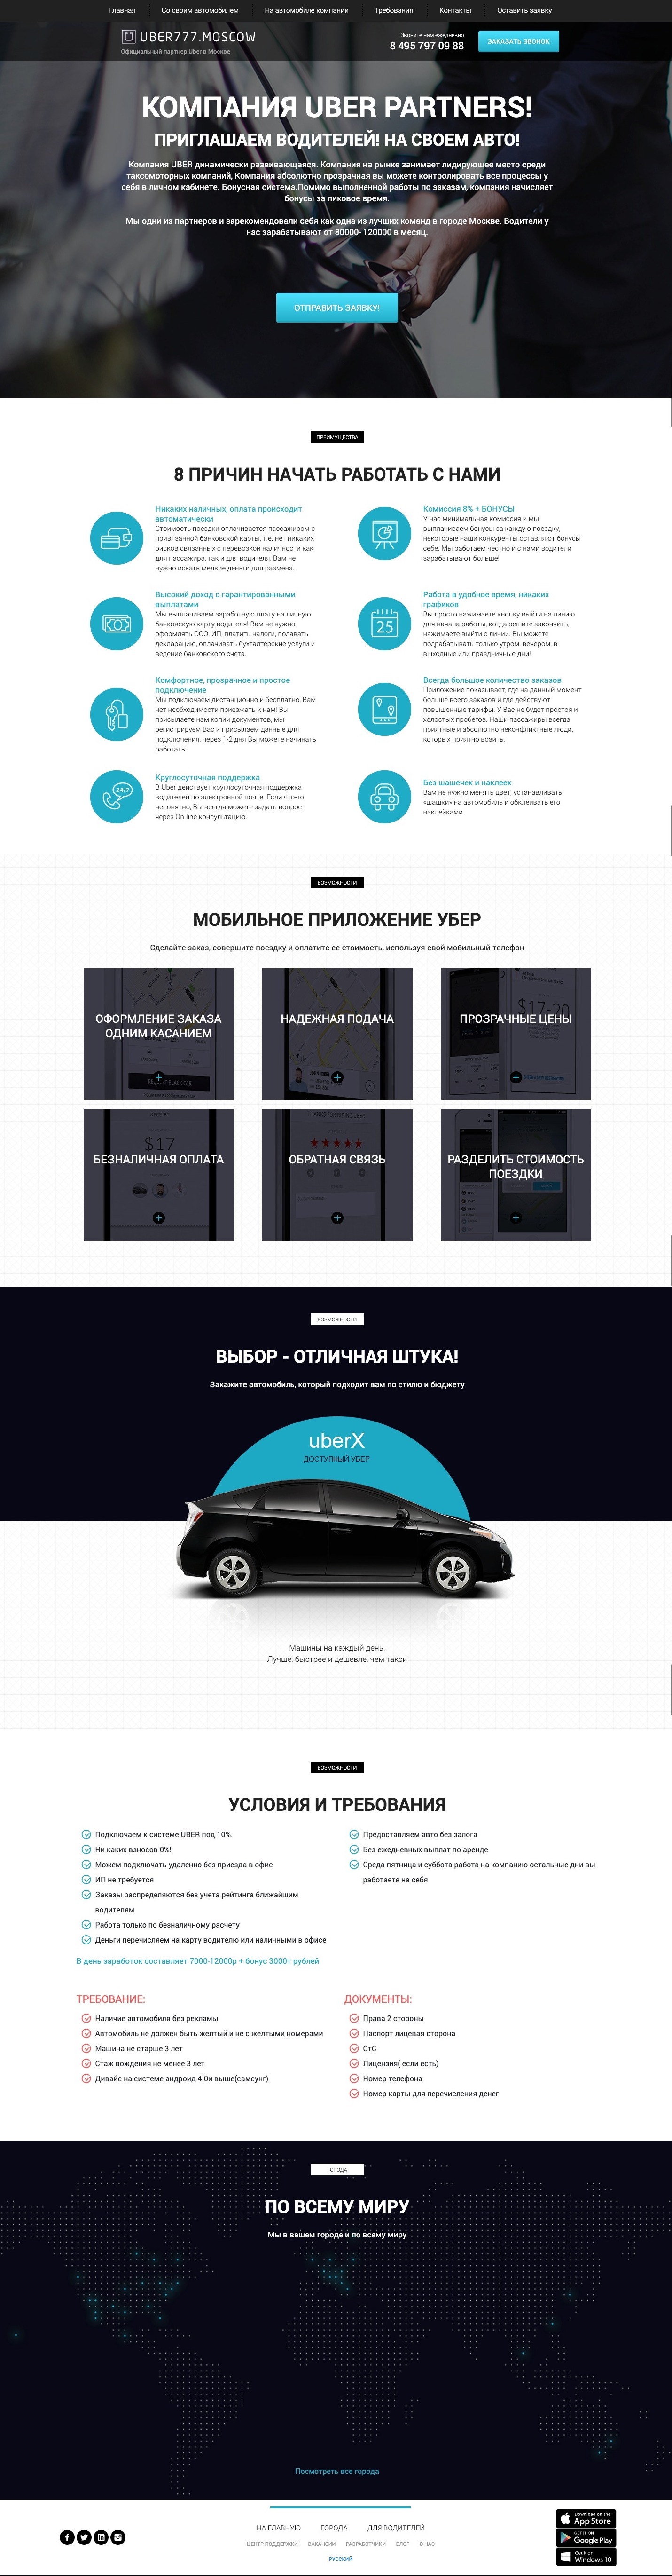 Главная
Со своим автомобилем
На автомобиле компании
Требования
Контакты
Оставить заявку
UBER777.MOSCOW
Официальный партнер Uber в Москве
Звоните нам ежедневно
8 495 797 09 88
ЗАКАЗАТЬ ЗВОНОК
КОМПАНИЯ UBER PARTNERS!
ПРИГЛАШАЕМ ВОДИТЕЛЕЙ! НА СВОЕМ АВТО!
Компания UBER динамически развивающаяся. Компания на рынке занимает лидирующее место среди
таксомоторных компаний, Компания абсолютно прозрачная вы можете контролировать все процессы у
себя в личном кабинете. Бонусная система.Помимо выполненной работы по заказам, компания начисляет
бонусы за пиковое время.
Мы одни из партнеров и зарекомендовали себя как одна из лучших команд в городе Москве. Водители у
нас зарабатывают от 80000- 120000 в месяц.
ОТПРАВИТЬ ЗАЯВКУ!
ПРЕИМУЩЕСТВА
8 ПРИЧИН НАЧАТЬ РАБОТАТЬ С НАМИ
Никаких наличных, оплата происходит
автоматически
Стоимость поездки оплачивается пассажиром с
привязанной банковской карты, т.е. нет никаких
рисков связанных с перевозкой наличности как
для пассажира, так и для водителя, Вам не
нужно искать мелкие деньги для размена.
Комиссия 8% + БОНУСЫ
У нас минимальная комиссия и мы
выплачиваем бонусы за каждую поездку,
некоторые наши конкуренты оставляют бонусы
себе. Мы работаем честно и с нами водители
зарабатывают больше!
Высокий доход с гарантированными
выплатами
Мы выплачиваем заработную плату на личную
банковскую карту водителя! Вам не нужно
оформлять ООО, ИП, платить налоги, подавать
декларацию, оплачивать бухгалтерские услуги и
ведение банковского счета.
Работа в удобное время, никаких
графиков
Вы просто нажимаете кнопку выйти на линию
для начала работы, когда решите закончить,
нажимаете выйти с линии. Вы можете
подрабатывать только утром, вечером, в
выходные или праздничные дни!
25
Комфортное, прозрачное и простое
подключение
Мы подключаем дистанционно и бесплатно, Вам
нет необходимости приезжать к нам! Вы
присылаете нам копии документов, мы
регистрируем Вас и присылаем данные для
подключения, через 1-2 дня Вы можете начинать
работать!
Всегда большое количество заказов
Приложение показывает, где на данный момент
больше всего заказов и где действуют
повышенные тарифы. У Вас не будет простоя и
холостых пробегов. Наши пассажиры всегда
приятные и абсолютно неконфликтные люди,
которых приятно возить.
24/7
Круглосуточная поддержка
В Uber действует круглосуточная поддержка
водителей по электронной почте. Если что-то
непонятно, Вы всегда можете задать вопрос
через On-line консультацию.
Без шашечек и наклеек
Вам не нужно менять цвет, устанавливать
«шашки» на автомобиль и обклеивать его
наклейками.
ВОЗМОЖНОСТИ
МОБИЛЬНОЕ ПРИЛОЖЕНИЕ УБЕР
Сделайте заказ, совершите поездку и оплатите ее стоимость, используя свой мобильный телефон
ОФОРМЛЕНИЕ ЗАКАЗА
ОДНИМ КАСАНИЕМ
НАДЕЖНАЯ ПОДАЧА
ПРОЗРАЧНЫЕ ЦЕНЫ
$17-20
БЕЗНАЛИЧНАЯ ОПЛАТА
$17
ОБРАТНАЯ СВЯЗЬ
РАЗДЕЛИТЬ СТОИМОСТЬ
ПОЕЗДКИ
ВОЗМОЖНОСТИ
ВЫБОР - ОТЛИЧНАЯ ШТУКА!
Закажите автомобиль, который подходит вам по стилю и бюджету
uberX
ДОСТУПНЫЙ УБЕР
Машины на каждый день.
Лучше, быстрее и дешевле, чем такси
ВОЗМОЖНОСТИ
УСЛОВИЯ И ТРЕБОВАНИЯ
Подключаем к системе UBER под 10%.
Ни каких взносов 0%!
Можем подключать удаленно без приезда в офис
ИП не требуется
Заказы распределяются без учета рейтинга ближайшим
водителям
Работа только по безналичному расчету
Деньги перечисляем на карту водителю или наличными в офисе
Предоставляем авто без залога
Без ежедневных выплат по аренде
Среда пятница и суббота работа на компанию остальные дни вы
работаете на себя
В день заработок составляет 7000-12000р + бонус 3000т рублей
ТРЕБОВАНИЕ:
Наличие автомобиля без рекламы
Автомобиль не должен быть желтый и не с желтыми номерами
Машина не старше 3 лет
Стаж вождения не менее 3 лет
Дивайс на системе андроид 4.0и выше(самсунг)
ДОКУМЕНТЫ:
Права 2 стороны
Паспорт лицевая сторона
СтС
Лицензия( если есть)
Номер телефона
Номер карты для перечисления денег
ГОРОДА
ПО ВСЕМУ МИРУ
Мы в вашем городе и по всему миру
Посмотреть все города
НА ГЛАВНУЮ
ГОРОДА
ДЛЯ ВОДИТЕЛЕЙ
ЦЕНТР ПОДДЕРЖКИ
ВАКАНСИИ
РАЗРАБОТЧИКИ
БЛОГ
О НАС
РУССКИЙ
Download on the
App Store
GET IT ON
Google Play
Get it on
Windows 10